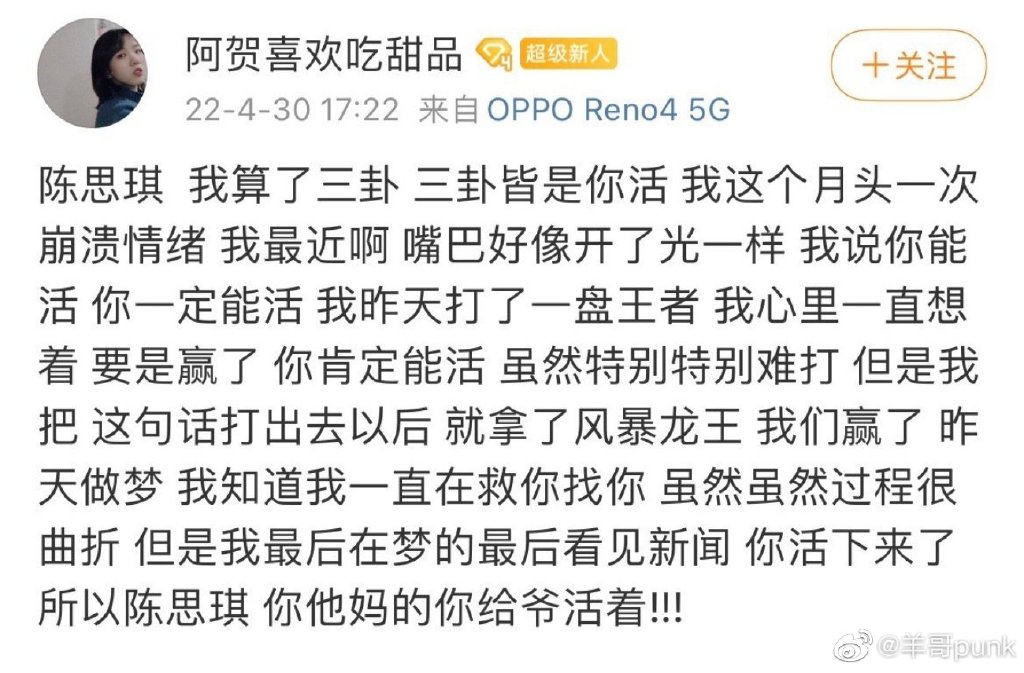 阿贺喜欢吃甜品 超级新人
+关注
22-4-30 17:22 来自 OPPO Reno4 5G
陈思琪 我算了三卦 三卦皆是你活 我这个月头一次
崩溃情绪 我最近啊 嘴巴好像开了光一样 我说你能
活 你一定能活 我昨天打了一盘王者 我心里一直想
着 要是赢了 你肯定能活 虽然特别特别难打 但是我
把 这句话打出去以后 就拿了风暴龙王 我们赢了 昨
天做梦 我知道我一直在救你找你 虽然虽然过程很
曲折 但是我最后在梦的最后看见新闻 你活下来了
所以陈思琪 你他妈的你给爷活着!!!
@羊哥punk